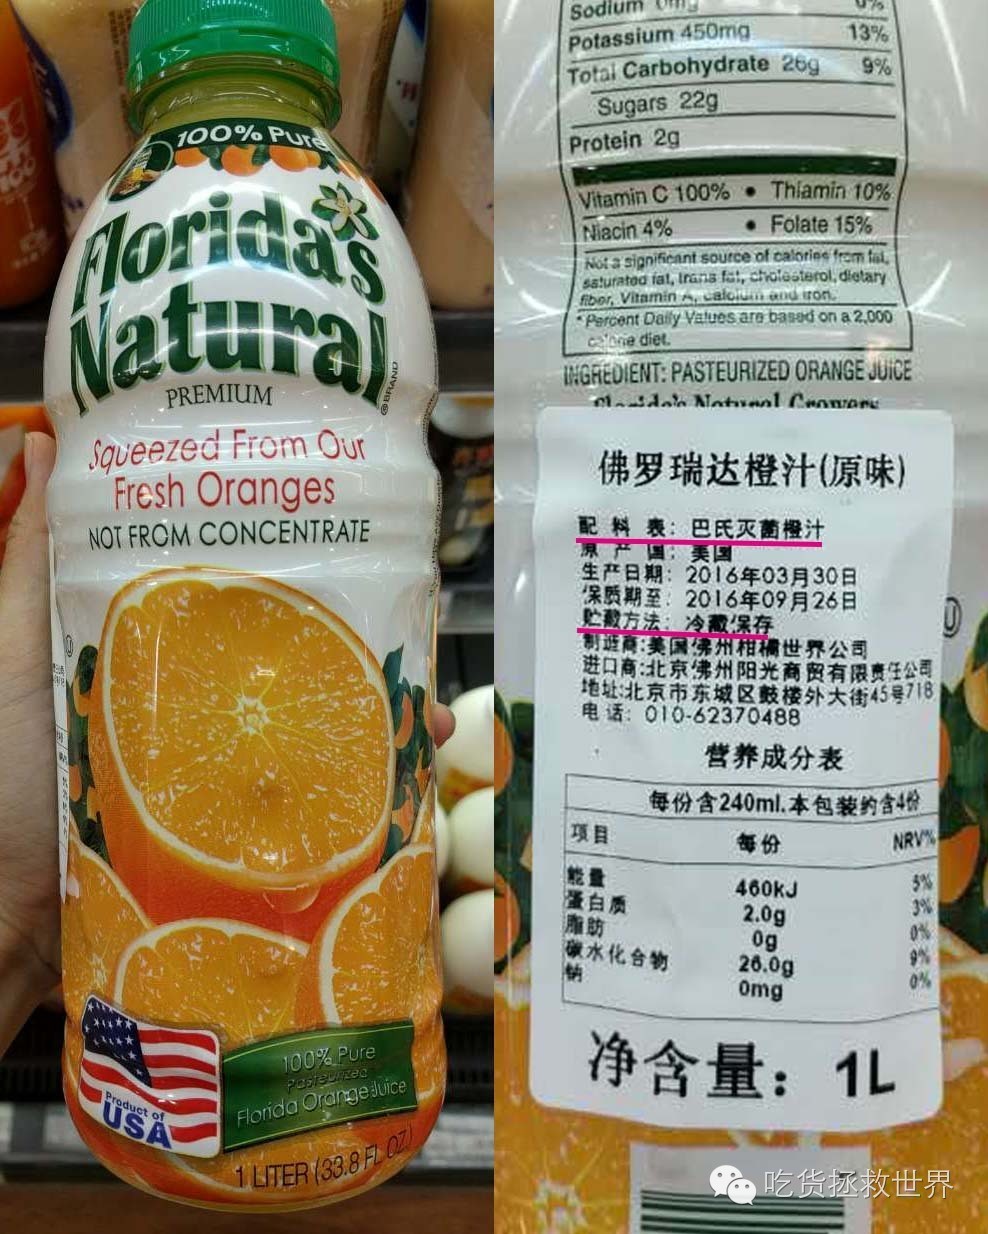 100% Pure
Florida's
Natural
®BRAND
PREMIUM
Squeezed From Our
Fresh Oranges
NOT FROM CONCENTRATE
100% Pure
Pasteurized
Florida Orange Juice
Product of
USA
1 LITER (33.8 FL OZ.)
Sodium 0mg 0%
Potassium 450mg 13%
Total Carbohydrate 26g 9%
Sugars 22g
Protein 2g
Vitamin C 100% • Thiamin 10%
Niacin 4% • Folate 15%
Not a significant source of calories from fat,
saturated fat, trans fat, cholesterol, dietary
fiber, Vitamin A, calcium and iron.
*Percent Daily Values are based on a 2,000
calorie diet.
INGREDIENT: PASTEURIZED ORANGE JUICE
Florida's Natural Growers
佛罗瑞达橙汁(原味)
配料表：巴氏灭菌橙汁
原产国：美国
生产日期：2016年03月30日
保质期至：2016年09月26日
贮藏方法：冷藏保存
制造商:美国佛州柑橘世界公司
进口商:北京佛州阳光商贸有限责任公司
地址:北京市东城区鼓楼外大街45号718
电话：010-62370488
营养成分表
每份含240ml.本包装约含4份
项目 每份 NRV%
能量 460kJ 5%
蛋白质 2.0g 3%
脂肪 0g 0%
碳水化合物 26.0g 9%
钠 0mg 0%
净含量：1L
吃货拯救世界